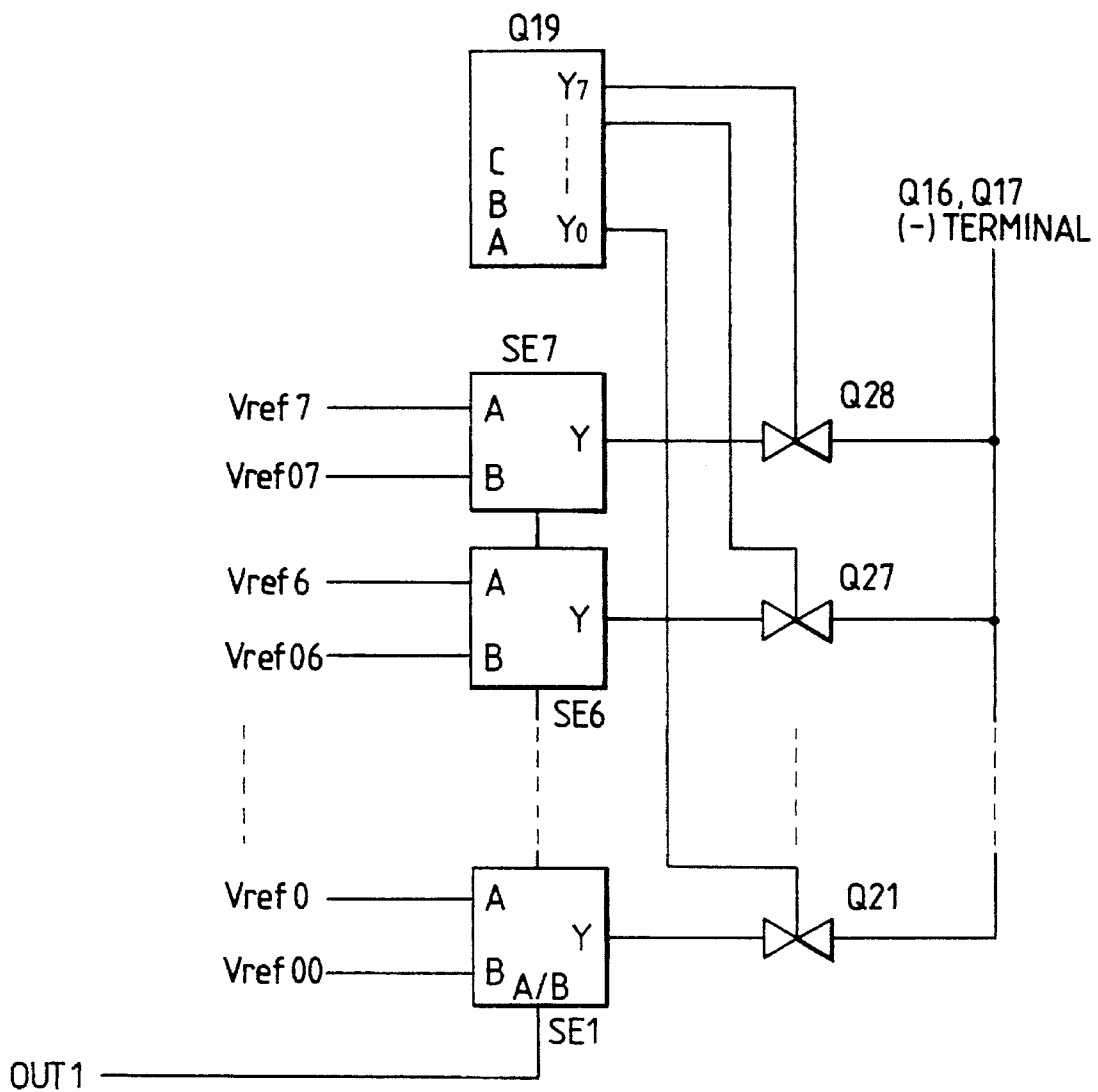 Q19
Y7
C
B
A
Y0
Q16, Q17
(-) TERMINAL
SE7
Vref 7
A
Y
Q28
Vref 07
B
Vref 6
A
Y
Q27
Vref 06
B
SE6
Vref 0
A
Y
Q21
Vref 00
B
A/B
SE1
OUT 1